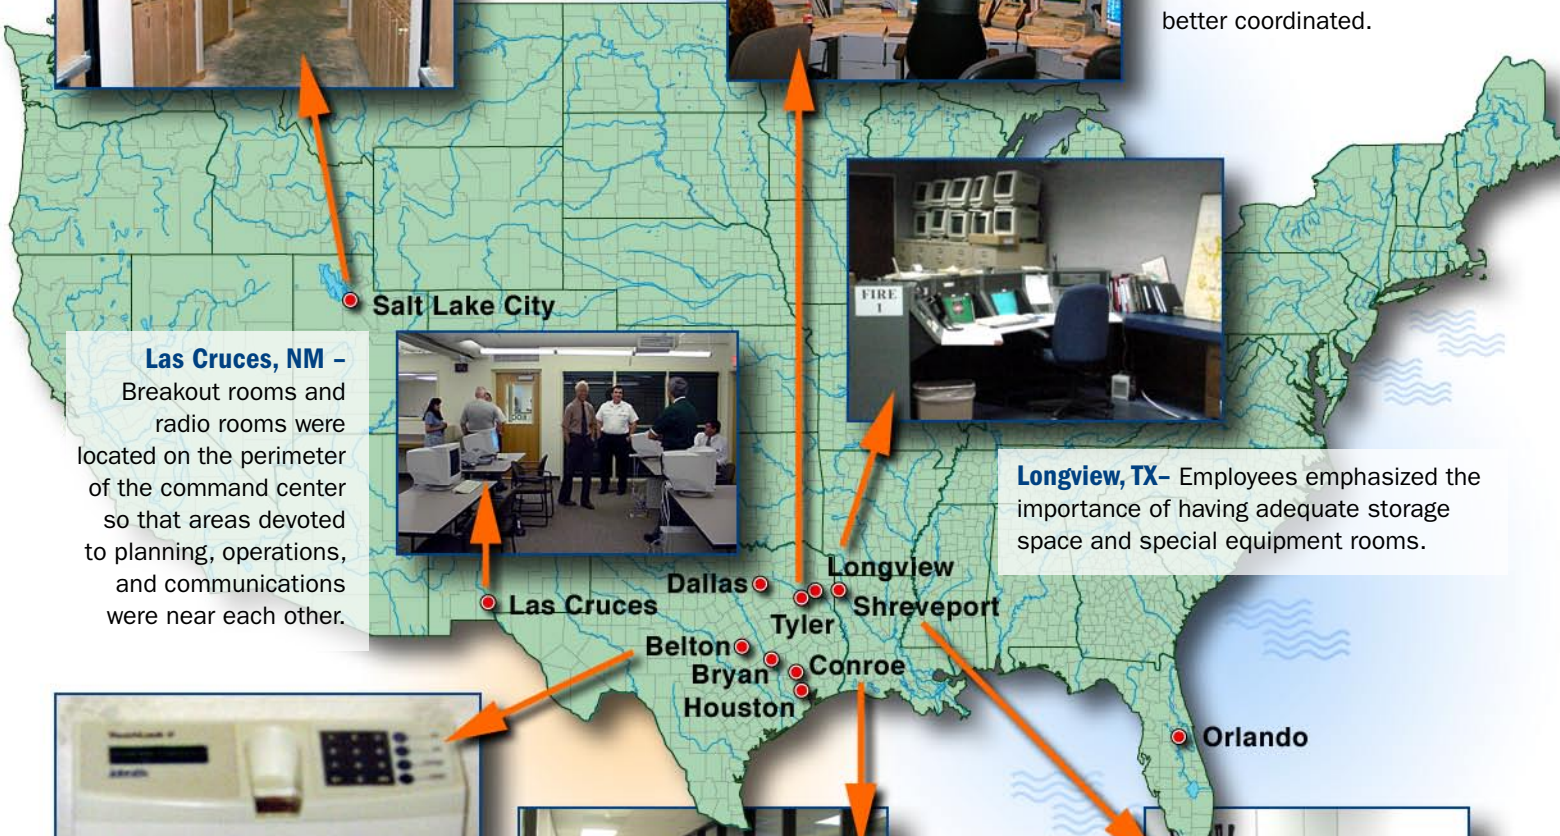 better coordinated.
FIRE
1
Salt Lake City
Las Cruces, NM –
Breakout rooms and
radio rooms were
located on the perimeter
of the command center
so that areas devoted
to planning, operations,
and communications
were near each other.
Longview, TX– Employees emphasized the
importance of having adequate storage
space and special equipment rooms.
Longview
Dallas
Shreveport
Las Cruces
Tyler
Belton
Conroe
Bryan
Houston
Orlando